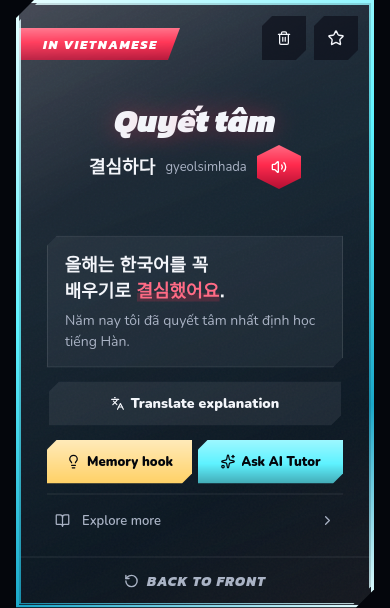 IN VIETNAMESE
Quyết tâm
결심하다 gyeolsimhada
올해는 한국어를 꼭
배우기로 결심했어요.
Năm nay tôi đã quyết tâm nhất định học
tiếng Hàn.
Translate explanation
Memory hook
Ask AI Tutor
Explore more
BACK TO FRONT